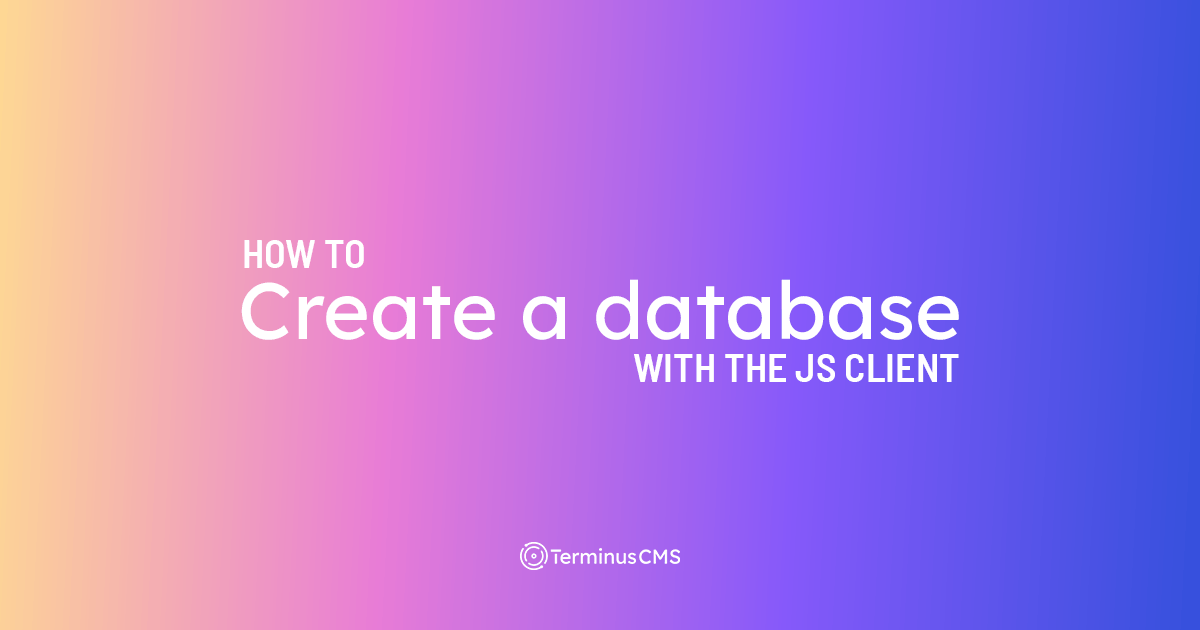 HOW TO
Create a database
WITH THE JS CLIENT
TerminusCMS